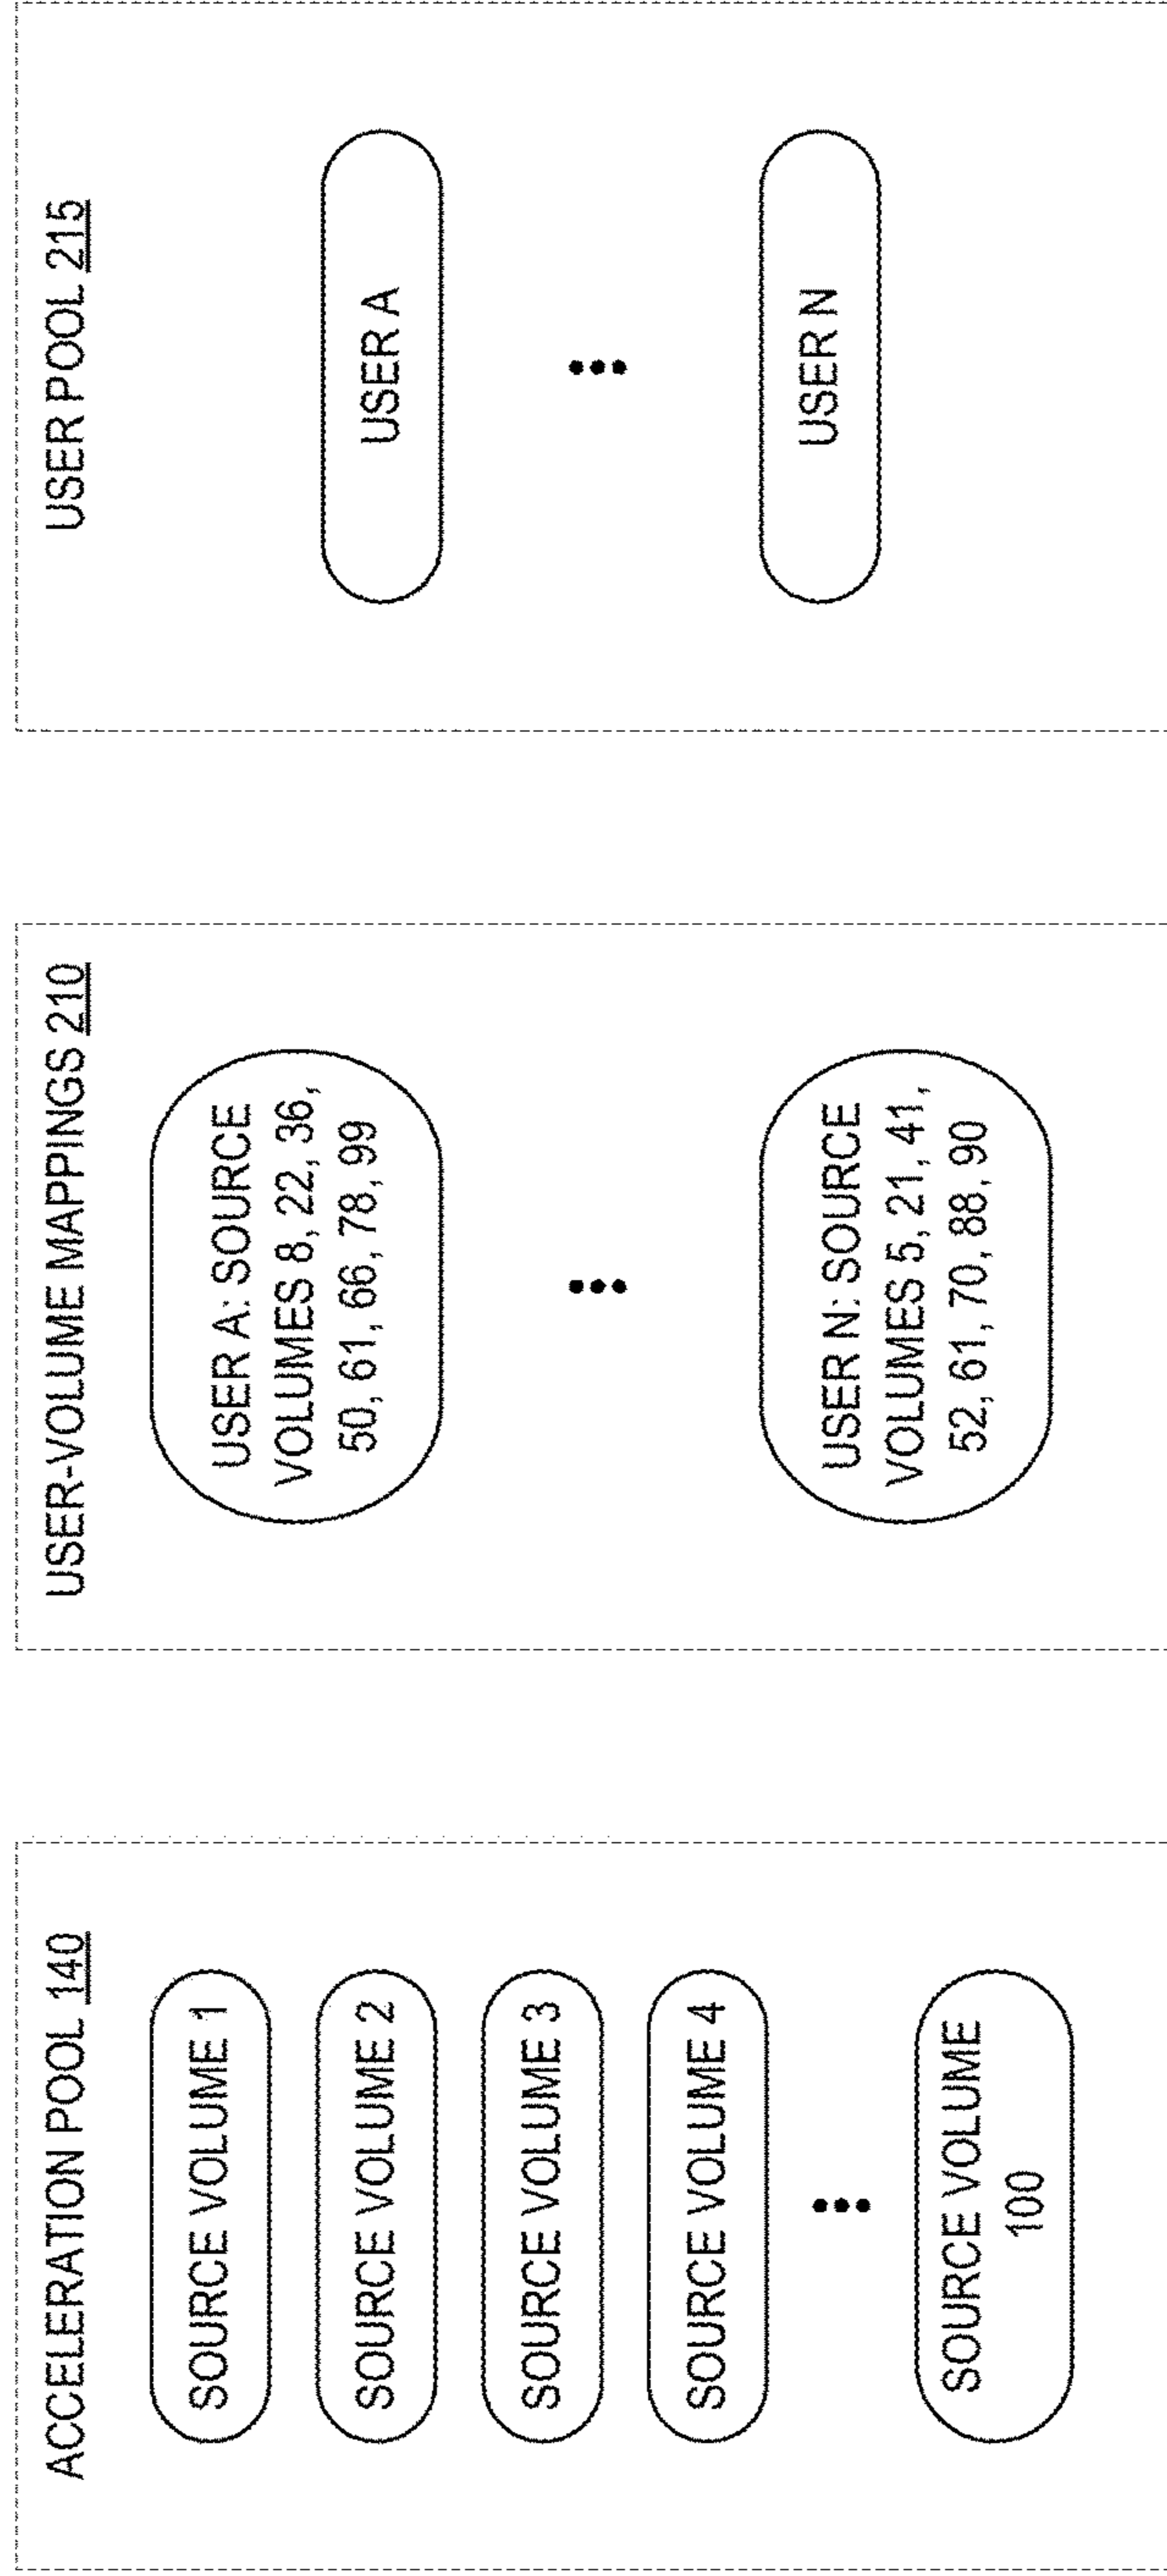 ACCELERATION POOL 140
SOURCE VOLUME 1
SOURCE VOLUME 2
SOURCE VOLUME 3
SOURCE VOLUME 4
SOURCE VOLUME
100
USER-VOLUME MAPPINGS 210
USER A: SOURCE
VOLUMES 8, 22, 36,
50, 61, 66, 78, 99
USER N: SOURCE
VOLUMES 5, 21, 41,
52, 61, 70, 88, 90
USER POOL 215
USER A
USER N